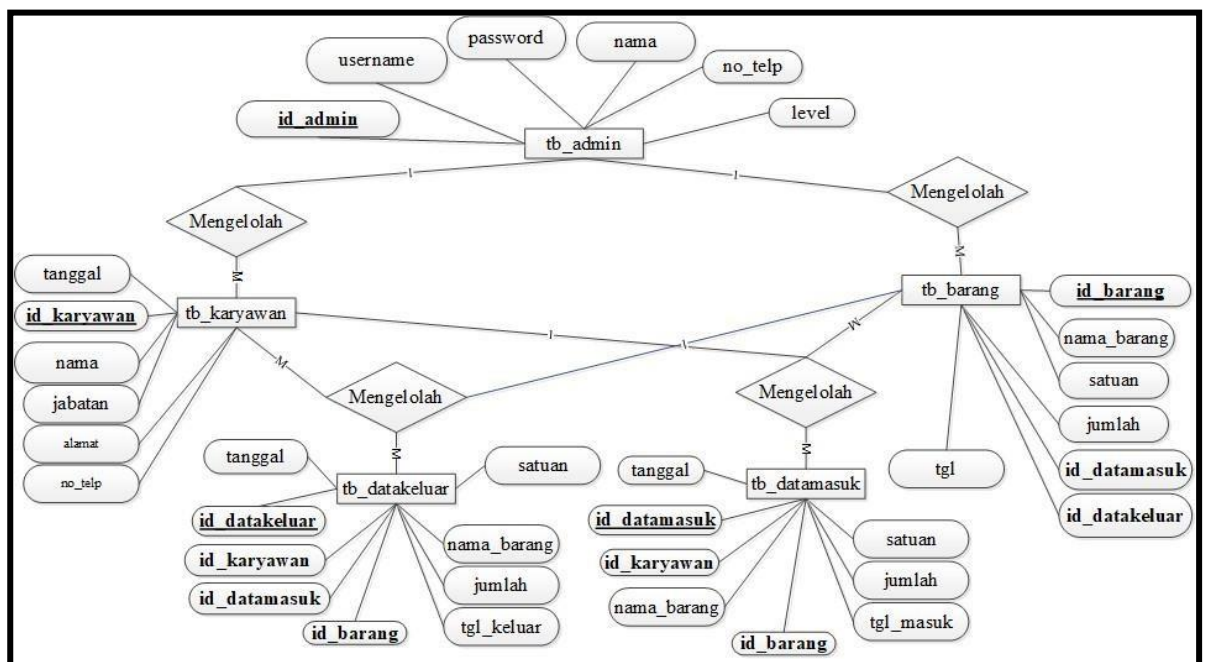 password
nama
username
no_telp
id_admin
level
tb_admin
1
1
Mengelolah
Mengelolah
M
M
tanggal
id_karyawan
nama
jabatan
alamat
no_telp
tb_karyawan
tb_barang
id_barang
nama_barang
satuan
jumlah
id_datamasuk
id_datakeluar
tgl
1
1
M
M
Mengelolah
Mengelolah
M
M
tanggal
satuan
tb_datakeluar
id_datakeluar
id_karyawan
id_datamasuk
id_barang
nama_barang
jumlah
tgl_keluar
tanggal
tb_datamasuk
id_datamasuk
id_karyawan
nama_barang
id_barang
satuan
jumlah
tgl_masuk